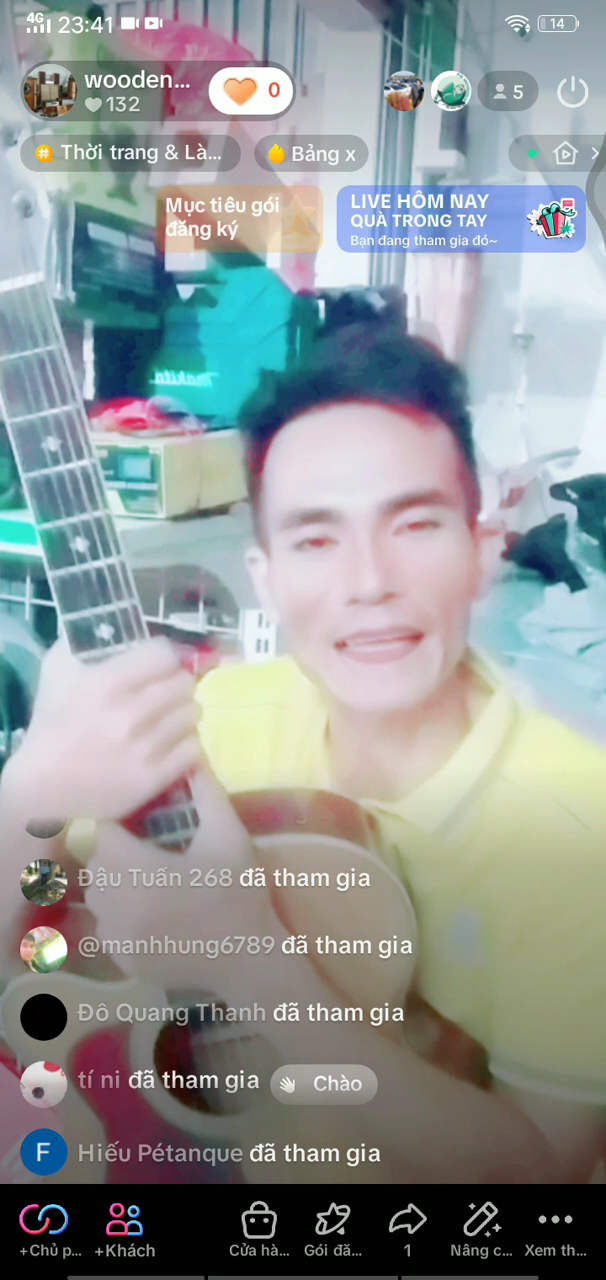 4G 23:41 14
wooden...
132
0
5
Thời trang & Là...
Bảng x
Mục tiêu gói
đăng ký
LIVE HÔM NAY
QUÀ TRONG TAY
Bạn đang tham gia đó~
makita
Đậu Tuấn 268 đã tham gia
@manhhung6789 đã tham gia
Đô Quang Thanh đã tham gia
tí ni đã tham gia Chào
F Hiếu Pétanque đã tham gia
+Chủ p... +Khách Cửa hà... Gói đă... 1 Nâng c... Xem th...